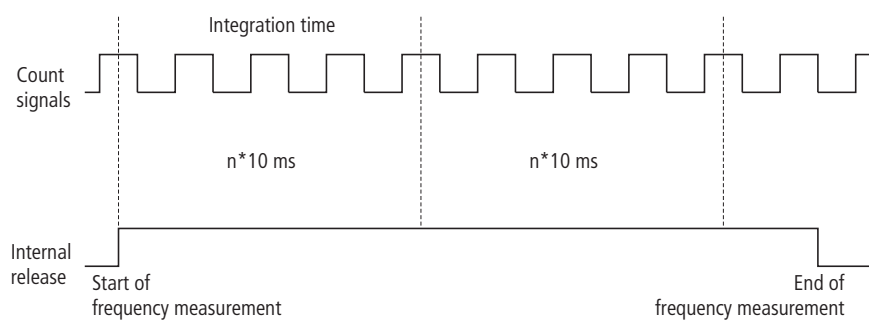 Integration time
Count
signals
n*10 ms
n*10 ms
Internal
release
Start of
frequency measurement
End of
frequency measurement